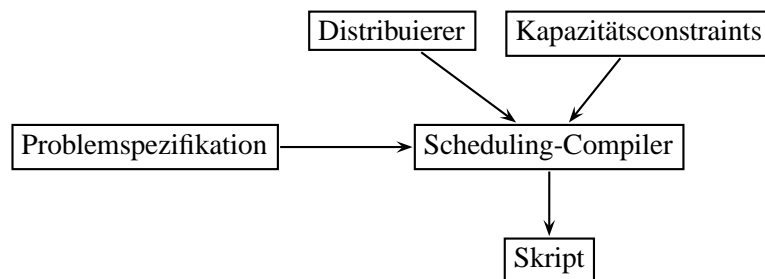 Distribuierer
Kapazitätsconstraints
Problemspezifikation
Scheduling-Compiler
Skript